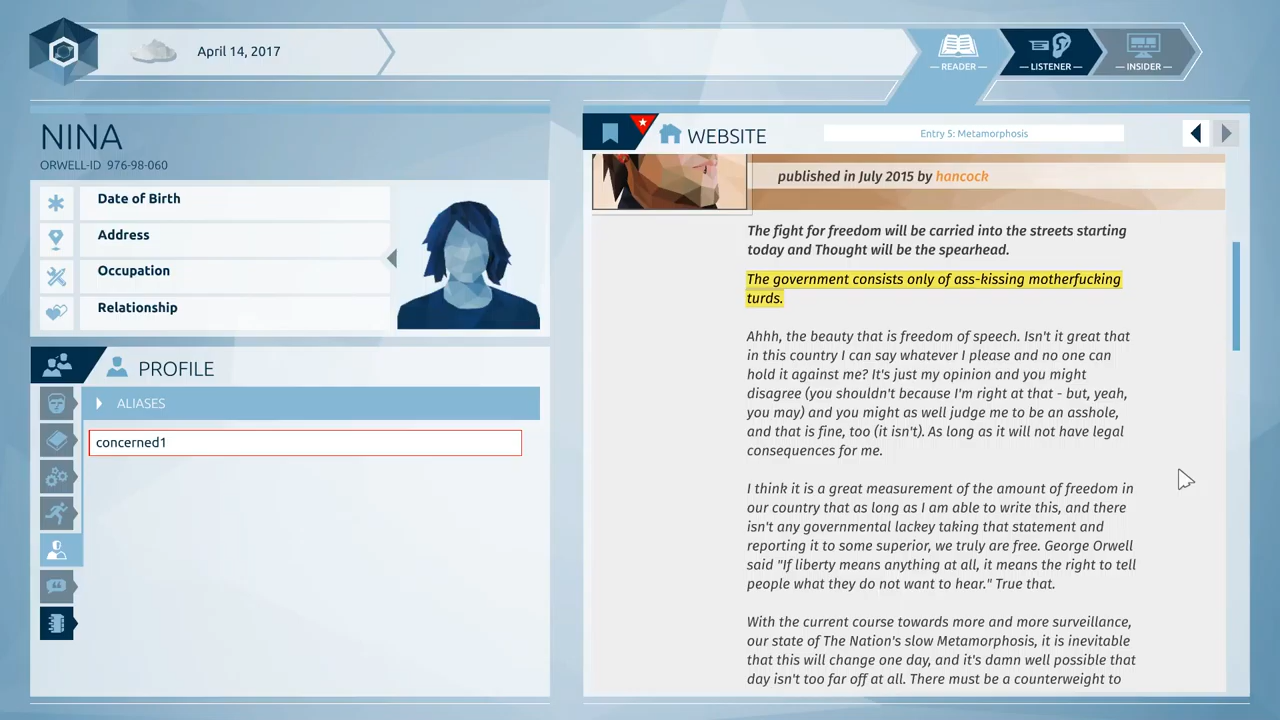 April 14, 2017
— READER —
— LISTENER —
— INSIDER —
NINA
ORWELL-ID 976-98-060
Date of Birth
Address
Occupation
Relationship
PROFILE
ALIASES
concerned1
WEBSITE
Entry 5: Metamorphosis
published in July 2015 by hancock
The fight for freedom will be carried into the streets starting
today and Thought will be the spearhead.
The government consists only of ass-kissing motherfucking
turds.
Ahhh, the beauty that is freedom of speech. Isn't it great that
in this country I can say whatever I please and no one can
hold it against me? It's just my opinion and you might
disagree (you shouldn't because I'm right at that - but, yeah,
you may) and you might as well judge me to be an asshole,
and that is fine, too (it isn't). As long as it will not have legal
consequences for me.
I think it is a great measurement of the amount of freedom in
our country that as long as I am able to write this, and there
isn't any governmental lackey taking that statement and
reporting it to some superior, we truly are free. George Orwell
said "If liberty means anything at all, it means the right to tell
people what they do not want to hear." True that.
With the current course towards more and more surveillance,
our state of The Nation's slow Metamorphosis, it is inevitable
that this will change one day, and it's damn well possible that
day isn't too far off at all. There must be a counterweight to